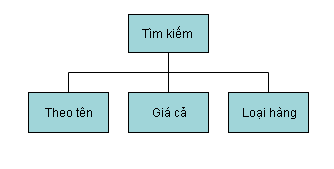 Tìm kiếm
Theo tên
Giá cả
Loại hàng